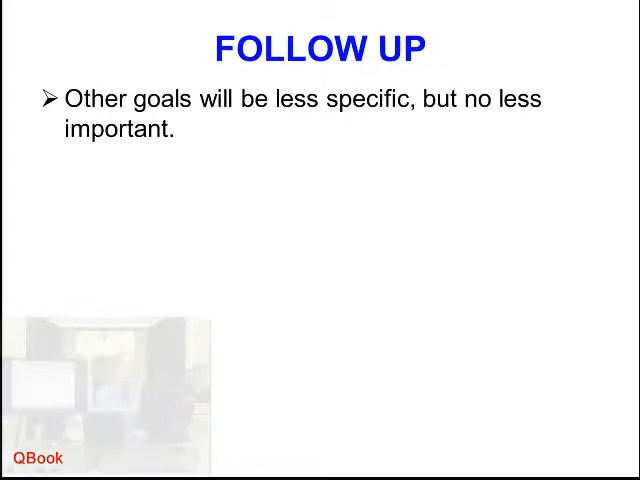 FOLLOW UP
➢ Other goals will be less specific, but no less
important.
QBook